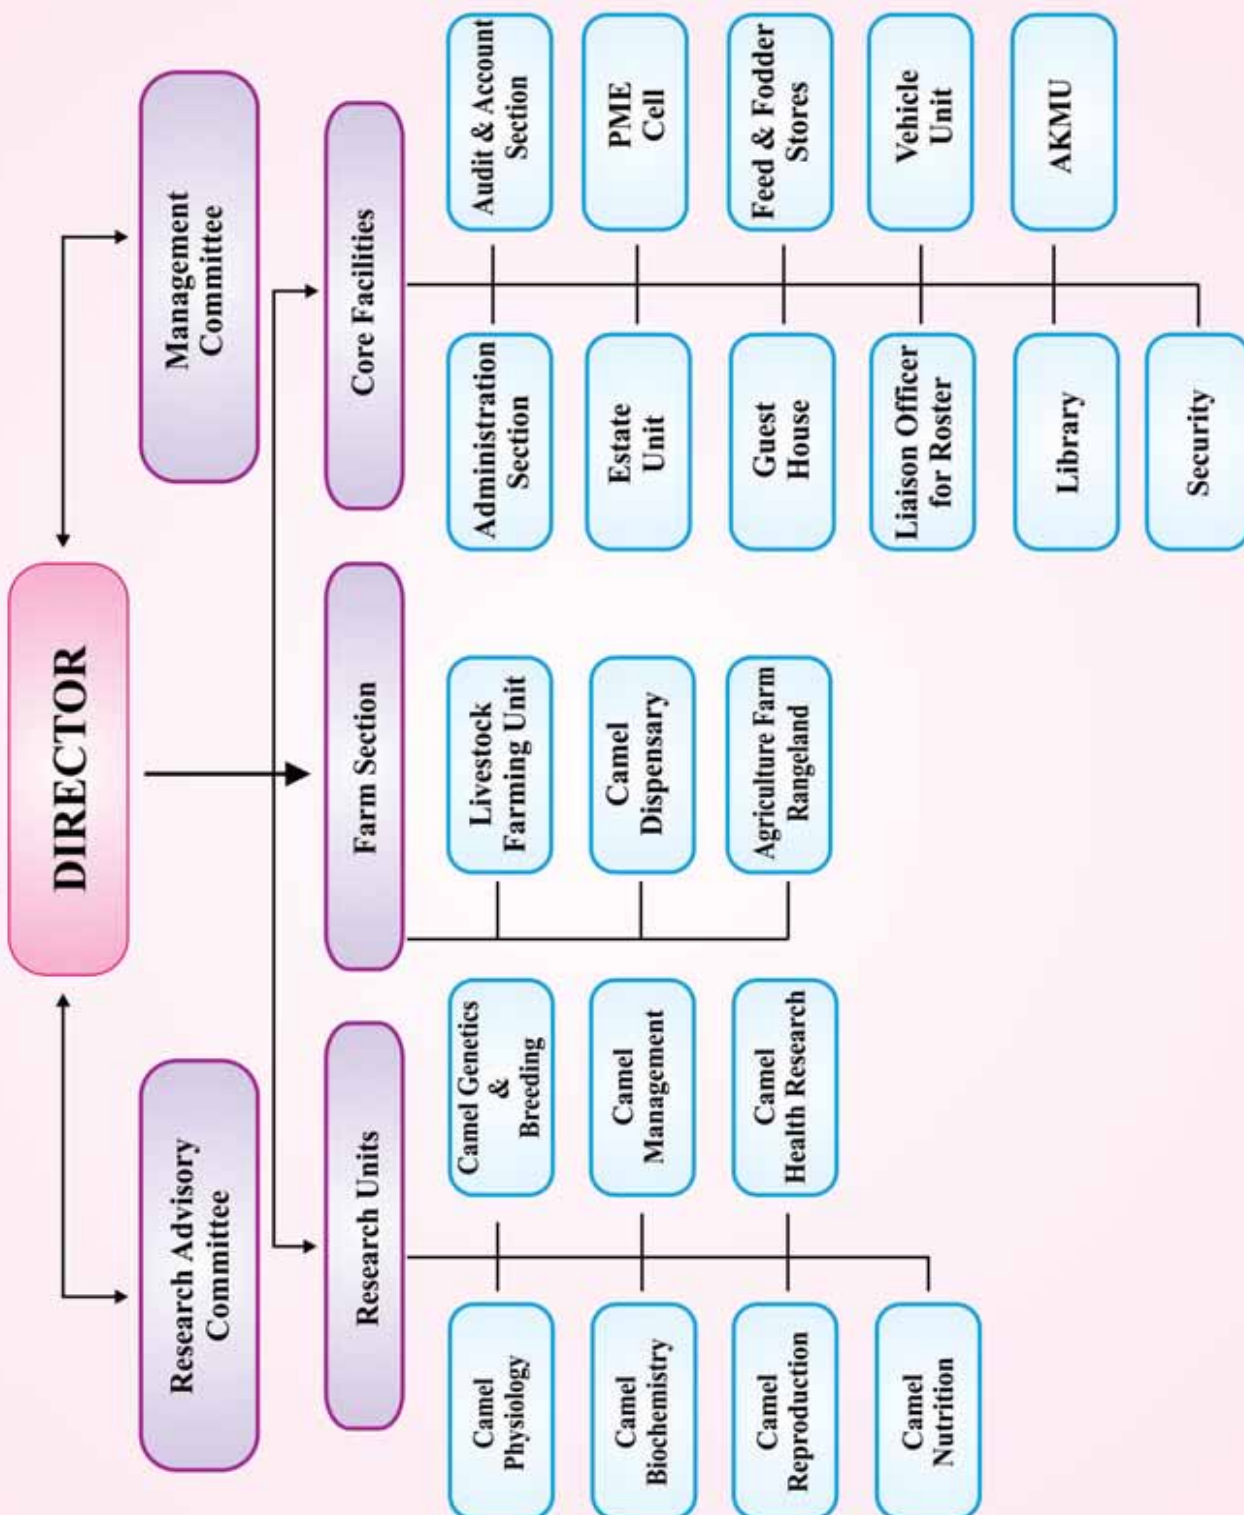 DIRECTOR
Research Advisory
Committee
Management
Committee
Research Units
Farm Section
Core Facilities
Camel
Physiology
Camel Genetics
&
Breeding
Camel
Biochemistry
Camel
Management
Camel
Reproduction
Camel
Health Research
Camel
Nutrition
Livestock
Farming Unit
Camel
Dispensary
Agriculture Farm
Rangeland
Administration
Section
Audit & Account
Section
Estate
Unit
PME
Cell
Guest
House
Feed & Fodder
Stores
Liaison Officer
for Roster
Vehicle
Unit
Library
AKMU
Security